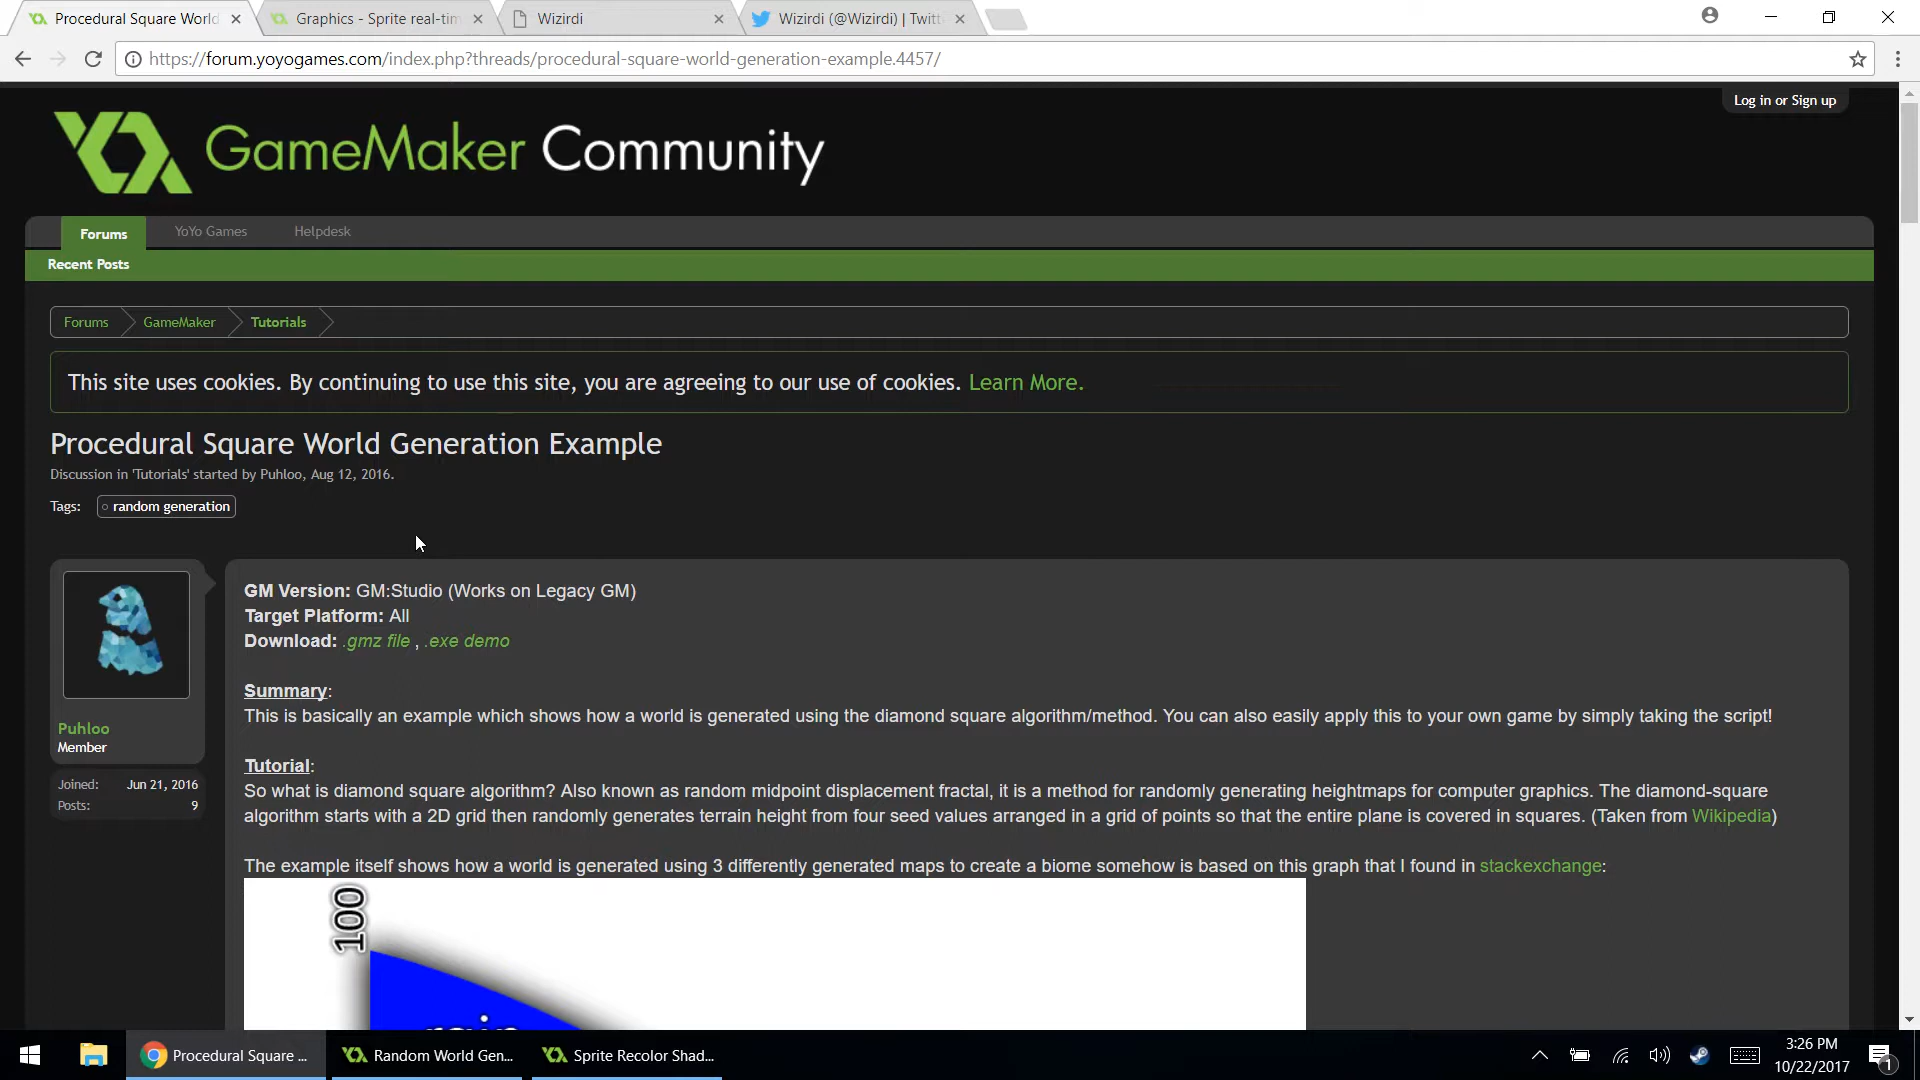 Procedural Square World
Graphics - Sprite real-tim
Wizirdi
Wizirdi (@Wizirdi) | Twitt
https://forum.yoyogames.com/index.php?threads/procedural-square-world-generation-example.4457/
Log in or Sign up
GameMaker Community
Forums
YoYo Games
Helpdesk
Recent Posts
Forums
GameMaker
Tutorials
This site uses cookies. By continuing to use this site, you are agreeing to our use of cookies. Learn More.
Procedural Square World Generation Example
Discussion in 'Tutorials' started by Puhloo, Aug 12, 2016.
Tags: random generation
GM Version: GM:Studio (Works on Legacy GM)
Target Platform: All
Download: .gmz file , .exe demo
Summary:
This is basically an example which shows how a world is generated using the diamond square algorithm/method. You can also easily apply this to your own game by simply taking the script!
Puhloo
Member
Joined: Jun 21, 2016
Posts: 9
Tutorial:
So what is diamond square algorithm? Also known as random midpoint displacement fractal, it is a method for randomly generating heightmaps for computer graphics. The diamond-square
algorithm starts with a 2D grid then randomly generates terrain height from four seed values arranged in a grid of points so that the entire plane is covered in squares. (Taken from Wikipedia)
The example itself shows how a world is generated using 3 differently generated maps to create a biome somehow is based on this graph that I found in stackexchange:
100
Procedural Square ...
Random World Gen...
Sprite Recolor Shad...
3:26 PM
10/22/2017
1